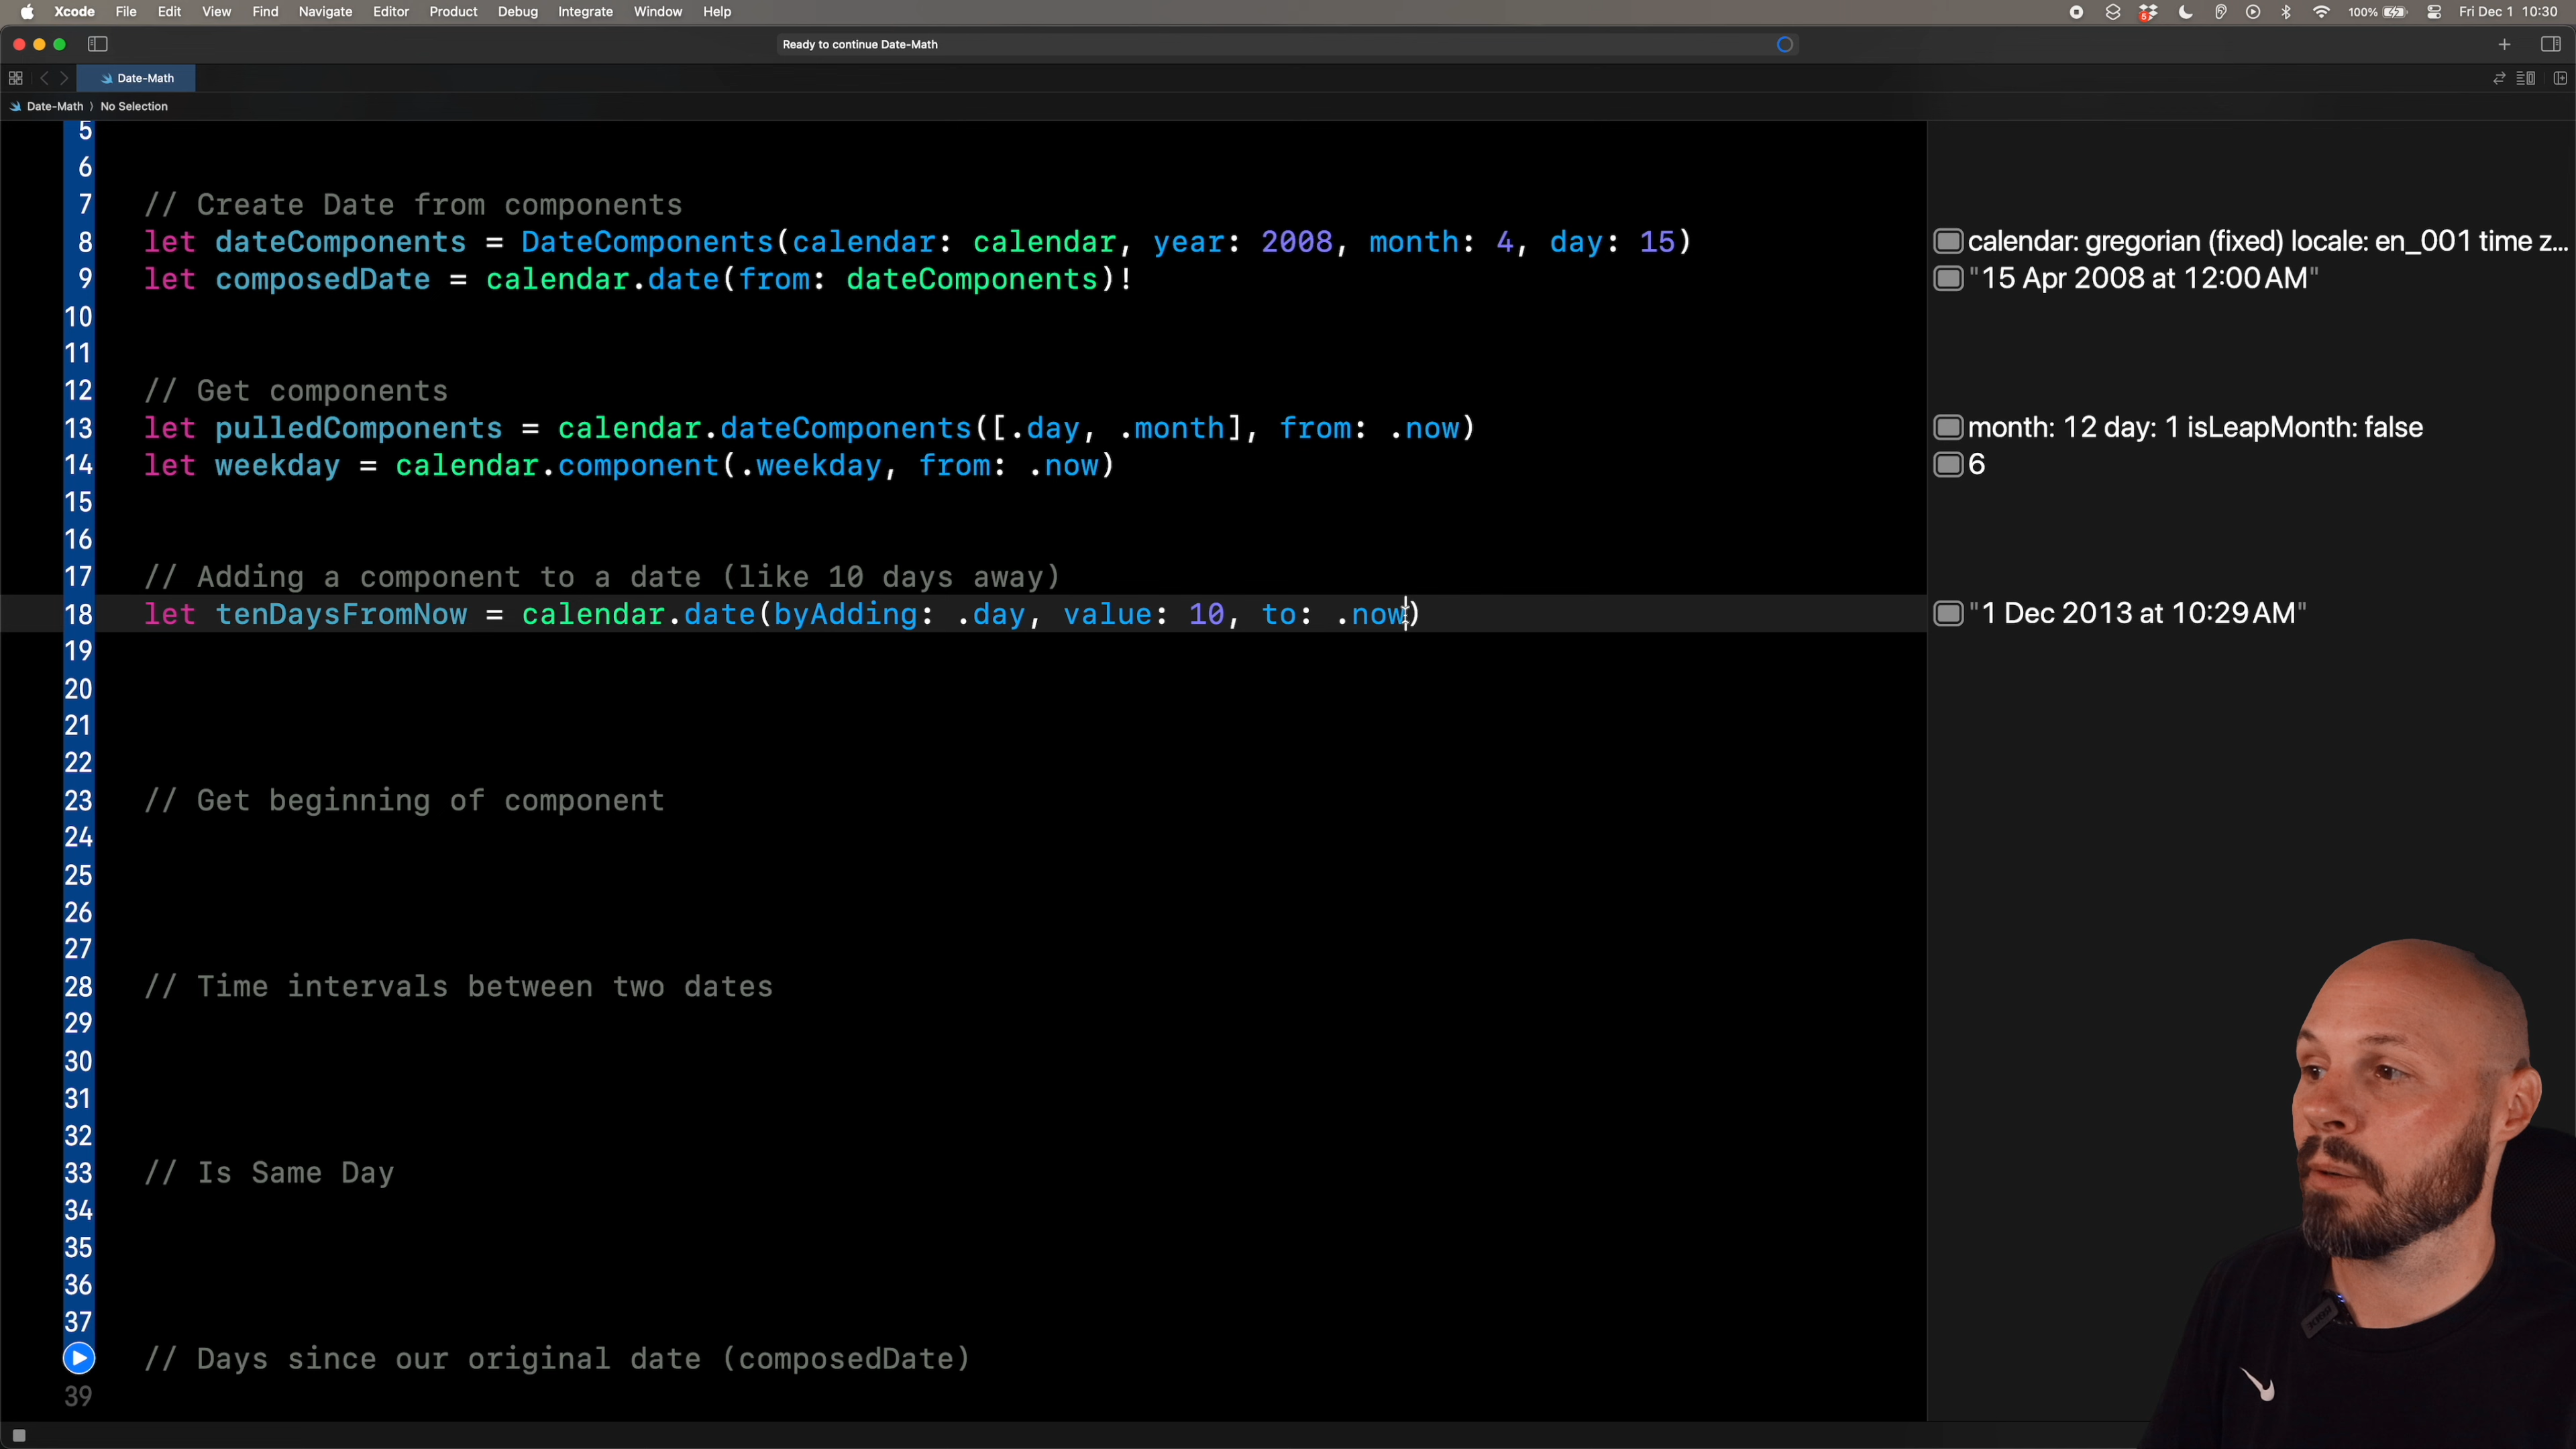 Xcode File Edit View Find Navigate Editor Product Debug Integrate Window Help 100% Fri Dec 1 10:30
Ready to continue Date-Math
Date-Math
Date-Math ⟩ No Selection
5
6
7 // Create Date from components
8 let dateComponents = DateComponents(calendar: calendar, year: 2008, month: 4, day: 15) calendar: gregorian (fixed) locale: en_001 time z...
9 let composedDate = calendar.date(from: dateComponents)! "15 Apr 2008 at 12:00 AM"
10
11
12 // Get components
13 let pulledComponents = calendar.dateComponents([.day, .month], from: .now) month: 12 day: 1 isLeapMonth: false
14 let weekday = calendar.component(.weekday, from: .now) 6
15
16
17 // Adding a component to a date (like 10 days away)
18 let tenDaysFromNow = calendar.date(byAdding: .day, value: 10, to: .now) "1 Dec 2013 at 10:29 AM"
19
20
21
22
23 // Get beginning of component
24
25
26
27
28 // Time intervals between two dates
29
30
31
32
33 // Is Same Day
34
35
36
37
// Days since our original date (composedDate)
39